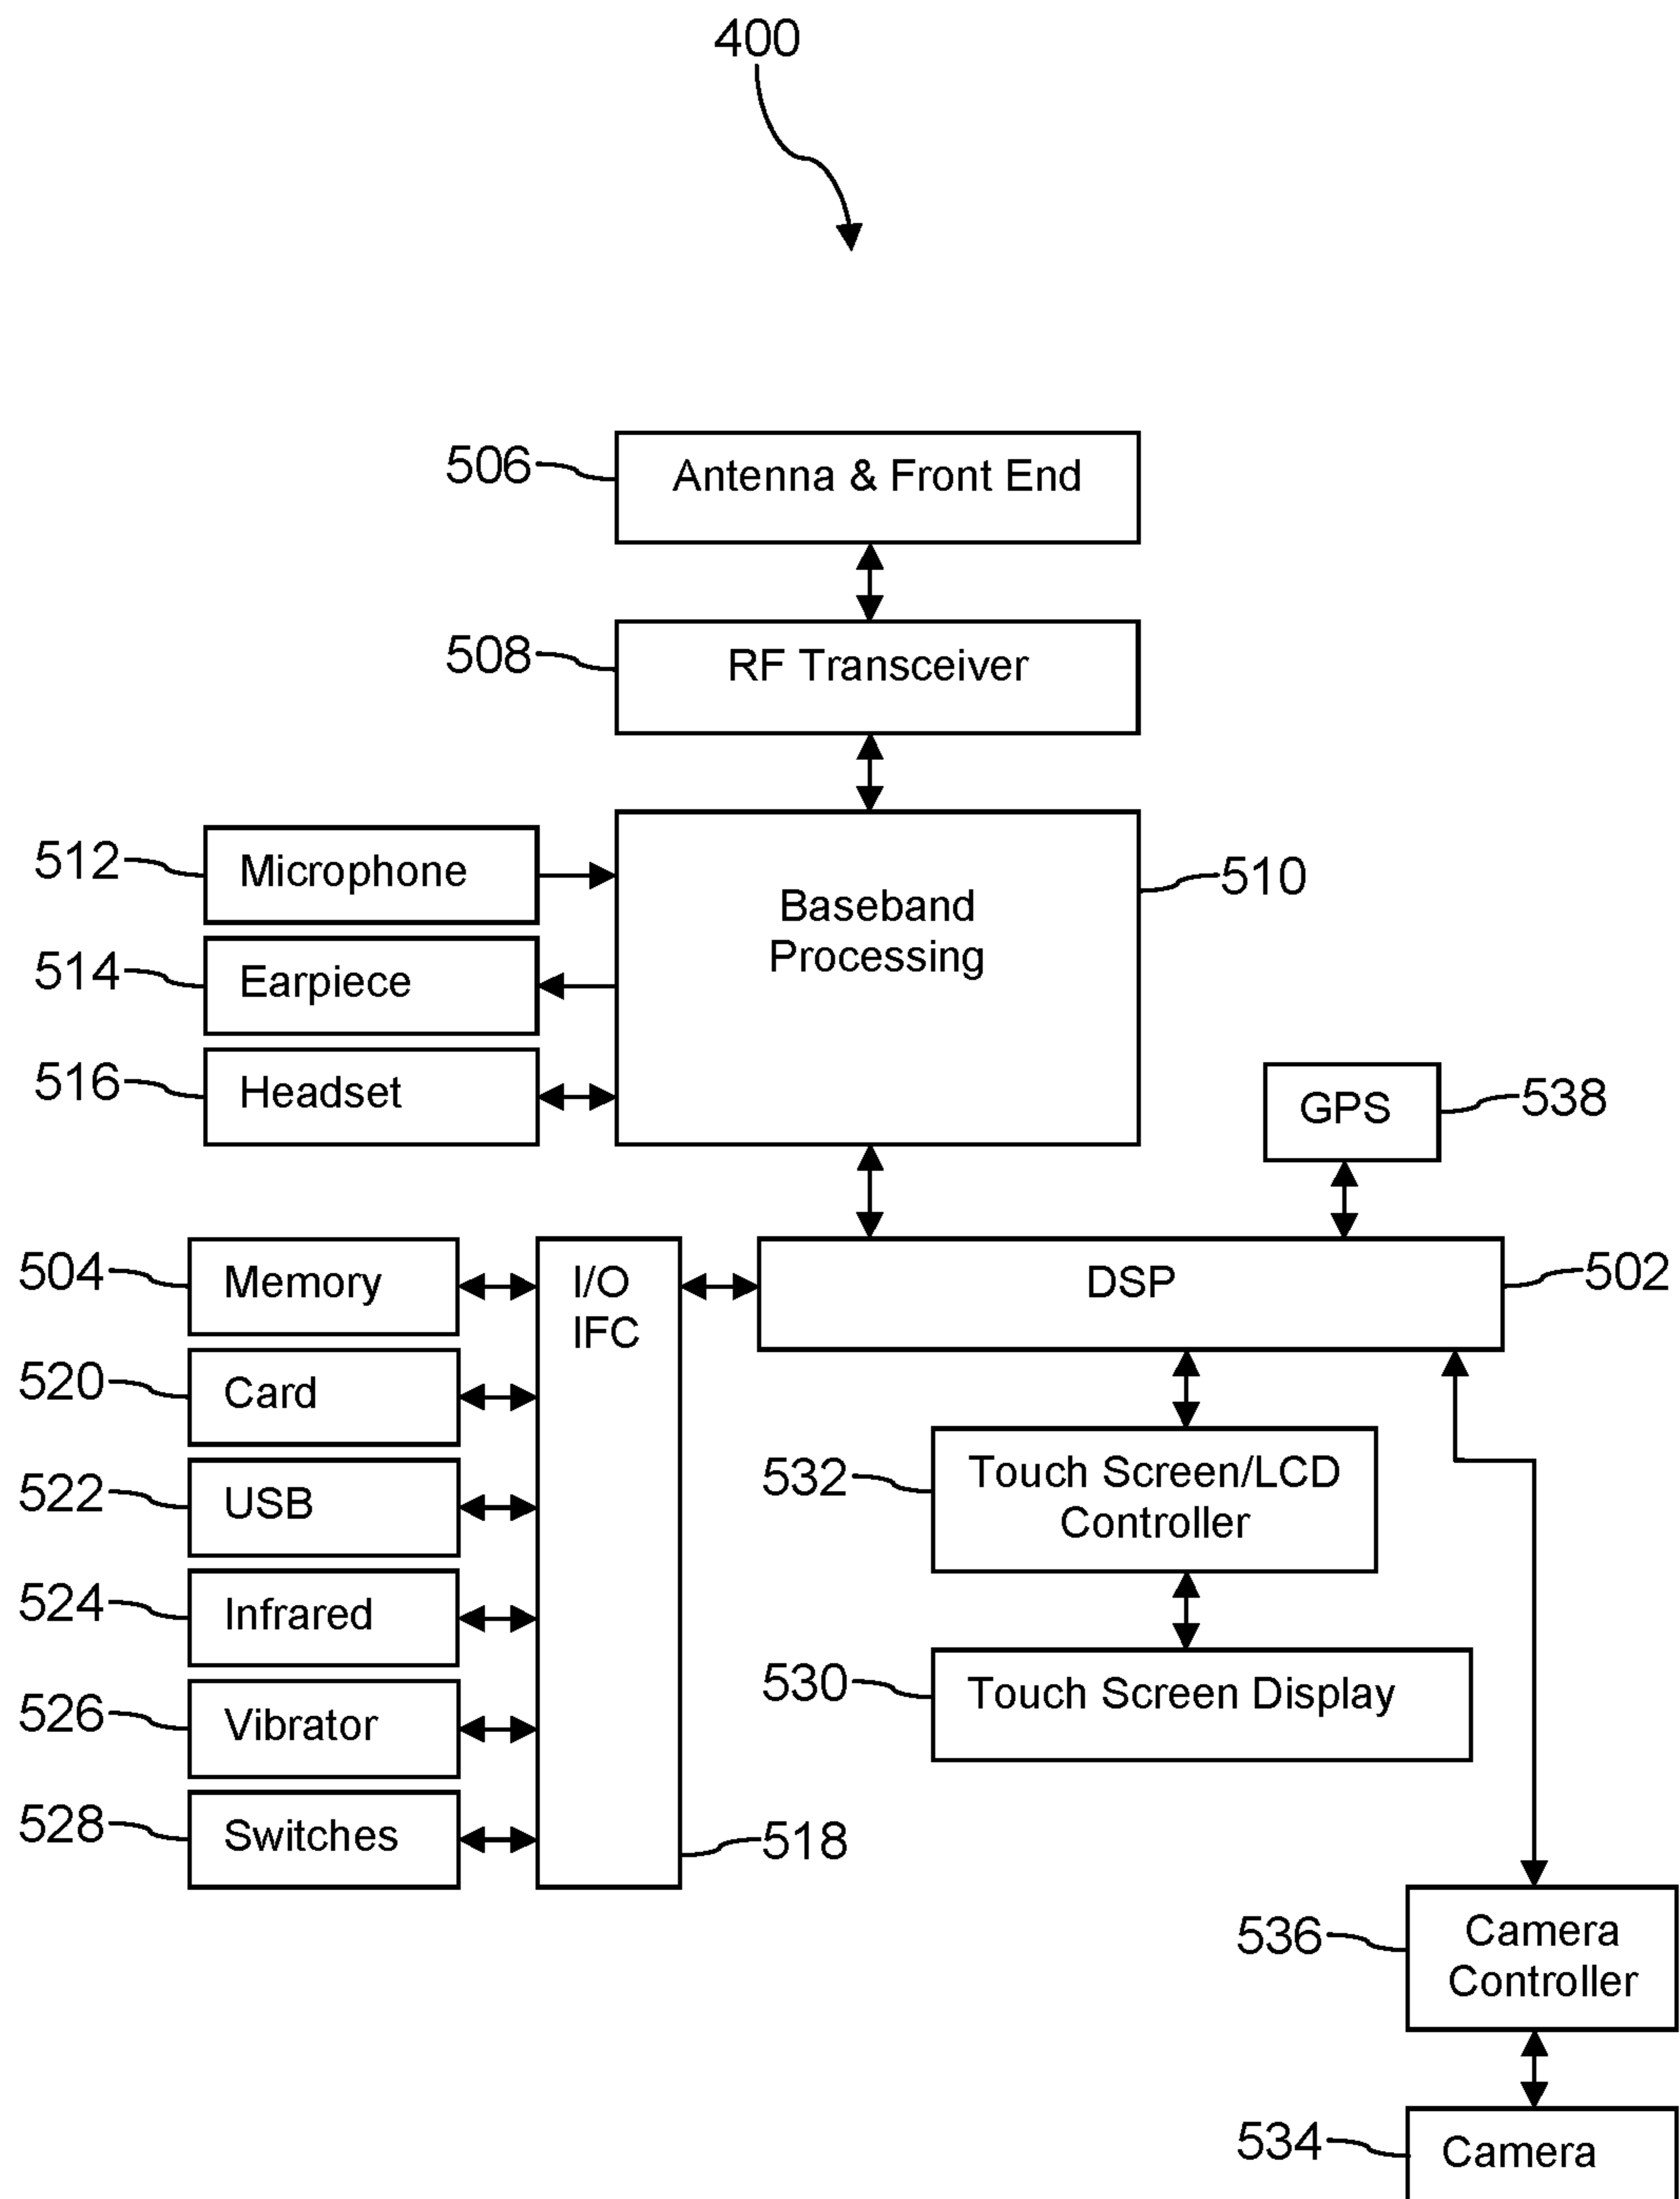 400
506
Antenna & Front End
508
RF Transceiver
512
Microphone
Baseband
Processing
510
514
Earpiece
516
Headset
GPS
538
504
Memory
I/O
IFC
DSP
502
520
Card
522
USB
532
Touch Screen/LCD
Controller
524
Infrared
526
Vibrator
530
Touch Screen Display
528
Switches
518
536
Camera
Controller
534
Camera